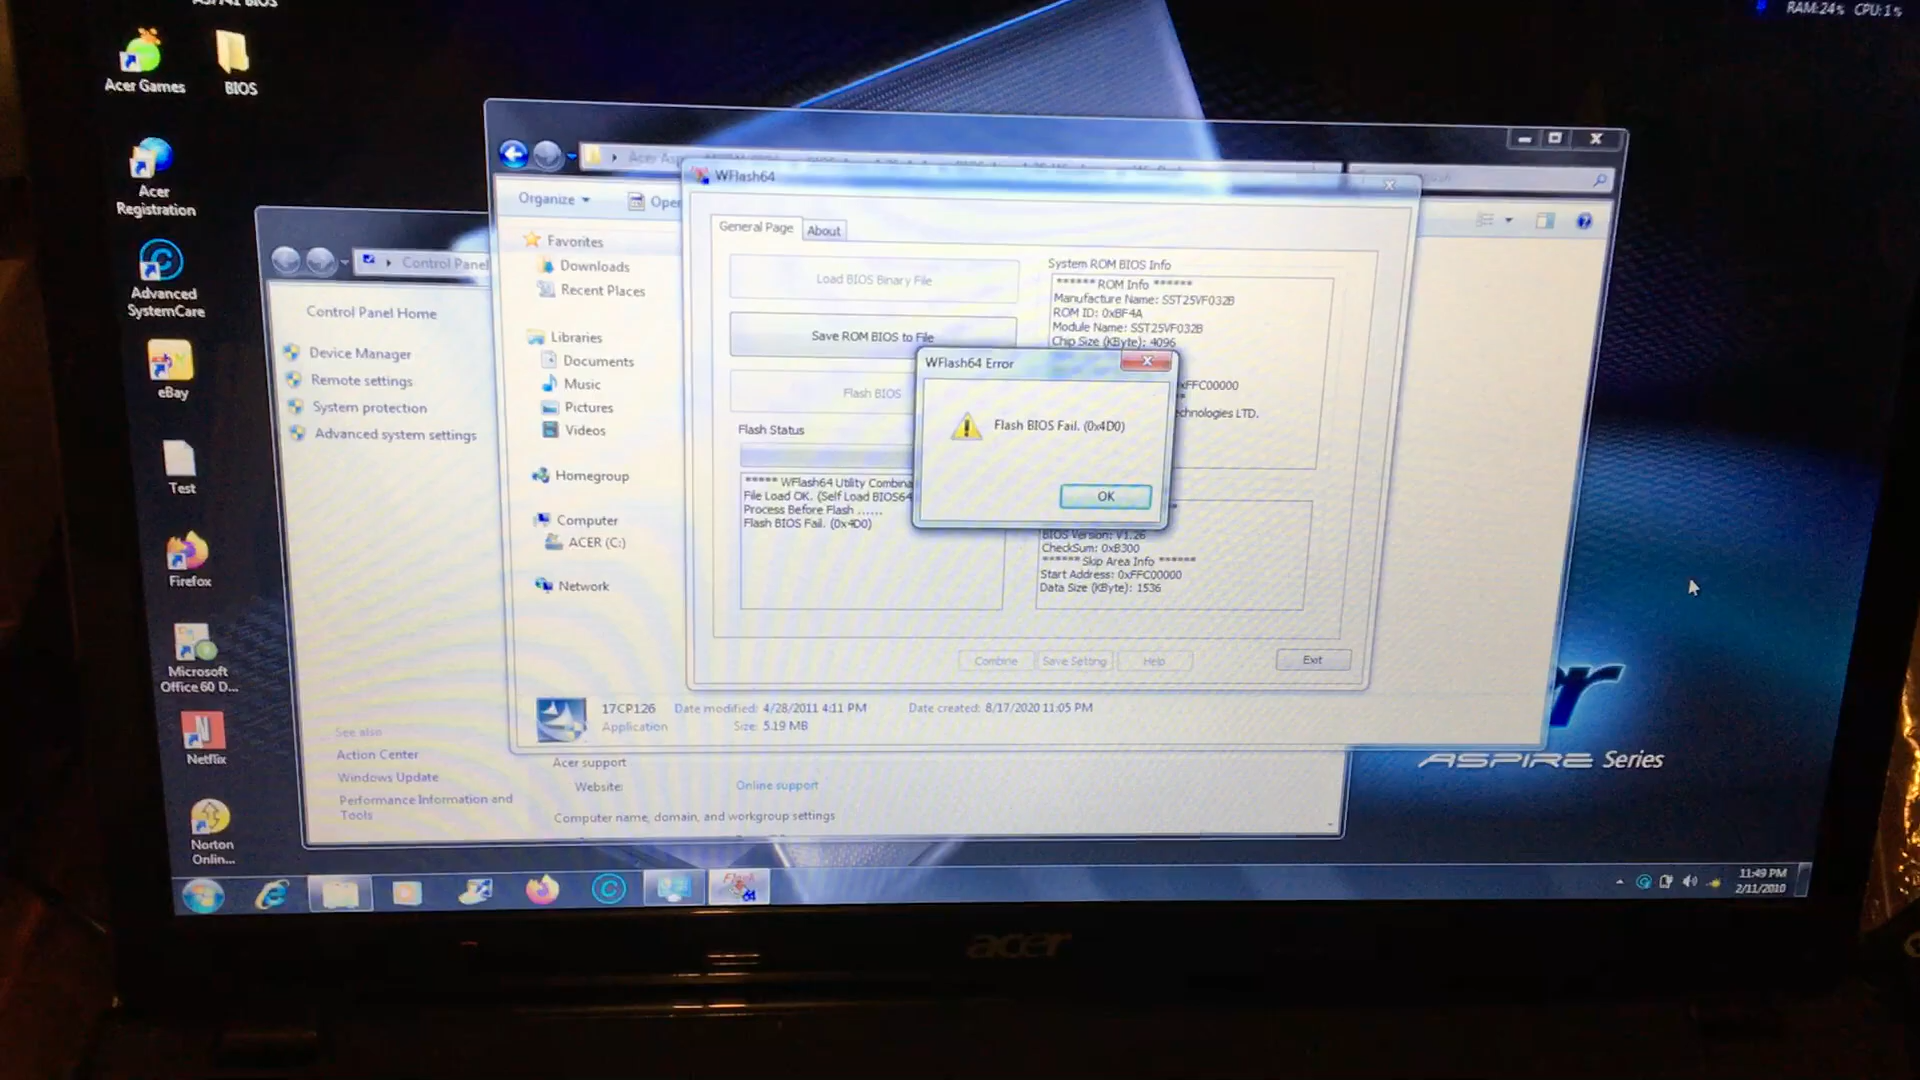 RAM:24% CPU:1%
BIOS
Acer Games
BIOS
Acer
Registration
Advanced
SystemCare
eBay
Test
Firefox
Microsoft
Office 60 D...
Netflix
Norton
Onlin...
Control Panel
Control Panel Home
Device Manager
Remote settings
System protection
Advanced system settings
See also
Action Center
Windows Update
Performance Information and
Tools
Acer support
Website:
Online support
Computer name, domain, and workgroup settings
Organize
Open
Favorites
Downloads
Recent Places
Libraries
Documents
Music
Pictures
Videos
Homegroup
Computer
ACER (C:)
Network
17CP126
Date modified: 4/28/2011 4:11 PM
Date created: 8/17/2020 11:05 PM
Application
Size: 5.19 MB
WFlash64
General Page
About
Load BIOS Binary File
Save ROM BIOS to File
Flash BIOS
Flash Status
***** WFlash64 Utility Combina
File Load OK. (Self Load BIOS64
Process Before Flash ......
Flash BIOS Fail. (0x4D0)
System ROM BIOS Info
****** ROM Info ******
Manufacture Name: SST25VF032B
ROM ID: 0xBF4A
Module Name: SST25VF032B
Chip Size (KByte): 4096
xFFC00000
echnologies LTD.
BIOS Version: V1.26
CheckSum: 0xB300
****** Skip Area Info ******
Start Address: 0xFFC00000
Data Size (KByte): 1536
Combine
Save Setting
Help
Exit
WFlash64 Error
Flash BIOS Fail. (0x4D0)
OK
ASPIRE Series
Flash
64
11:49 PM
2/11/2010
acer